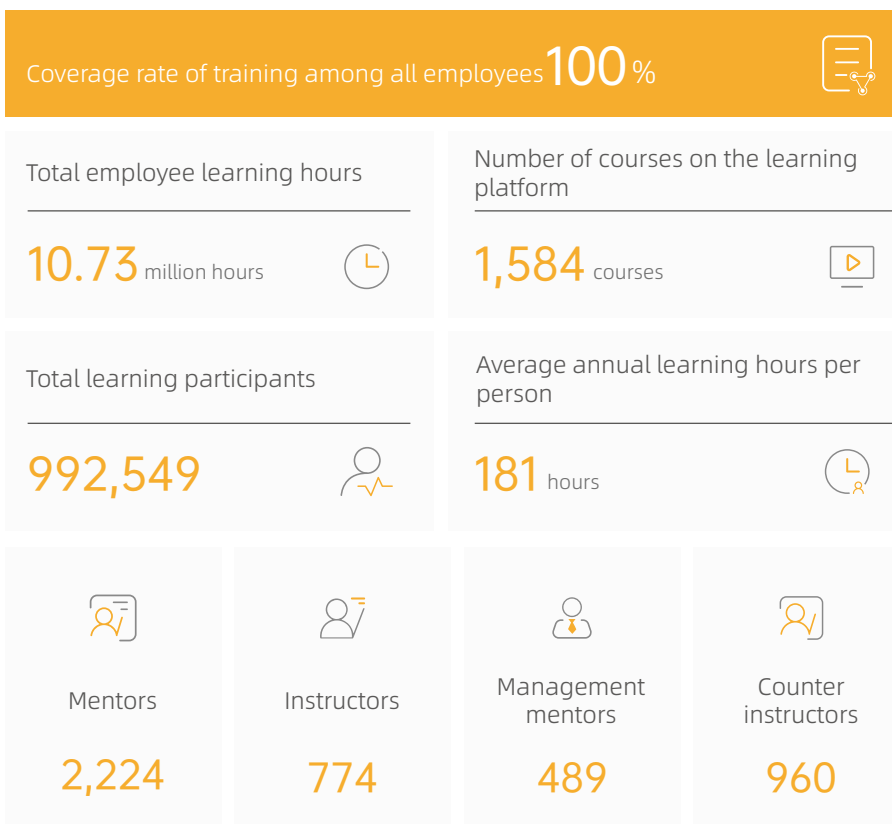 Coverage rate of training among all employees 100 %
Total employee learning hours
10.73 million hours
Number of courses on the learning
platform
1,584 courses
Total learning participants
992,549
Average annual learning hours per
person
181 hours
Mentors
2,224
Instructors
774
Management
mentors
489
Counter
instructors
960